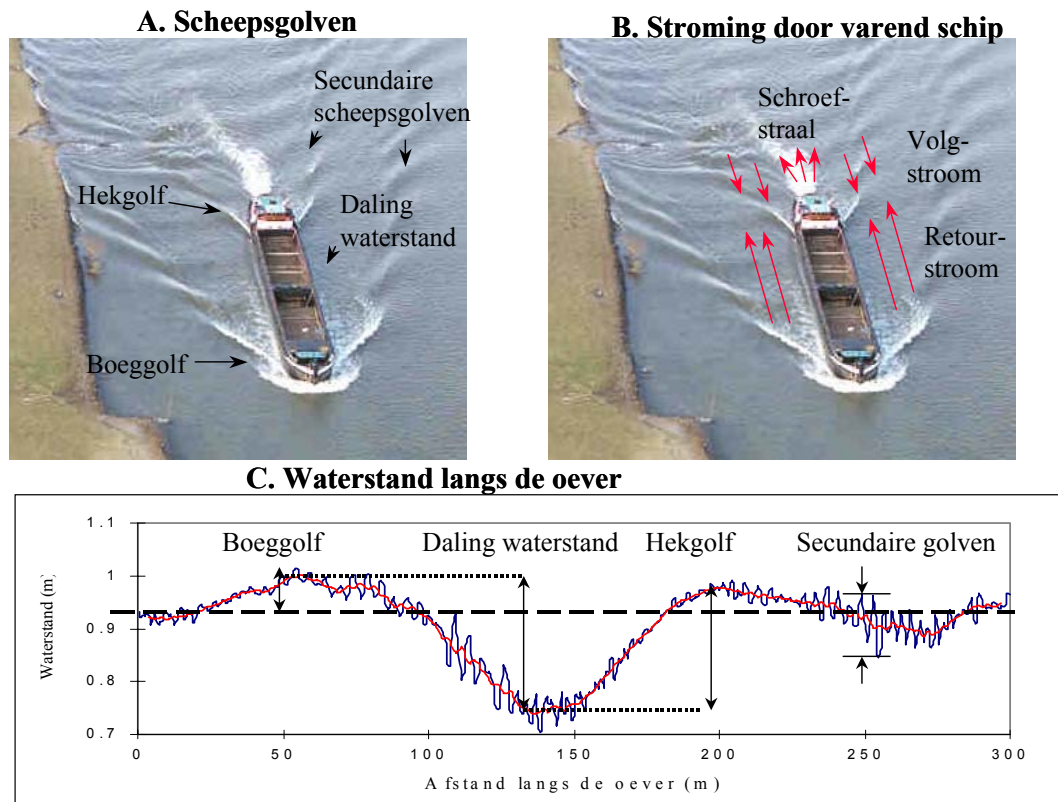 A. Scheepsgolven
Secundaire
scheepsgolven
Hekgolf
Daling
waterstand
Boeggolf
B. Stroming door varend schip
Schroef-
straal
Volg-
stroom
Retour-
stroom
C. Waterstand langs de oever
Waterstand (m)
1.1
1
0.9
0.8
0.7
Boeggolf
Daling waterstand
Hekgolf
Secundaire golven
0
50
100
150
200
250
300
Afstand langs de oever (m)